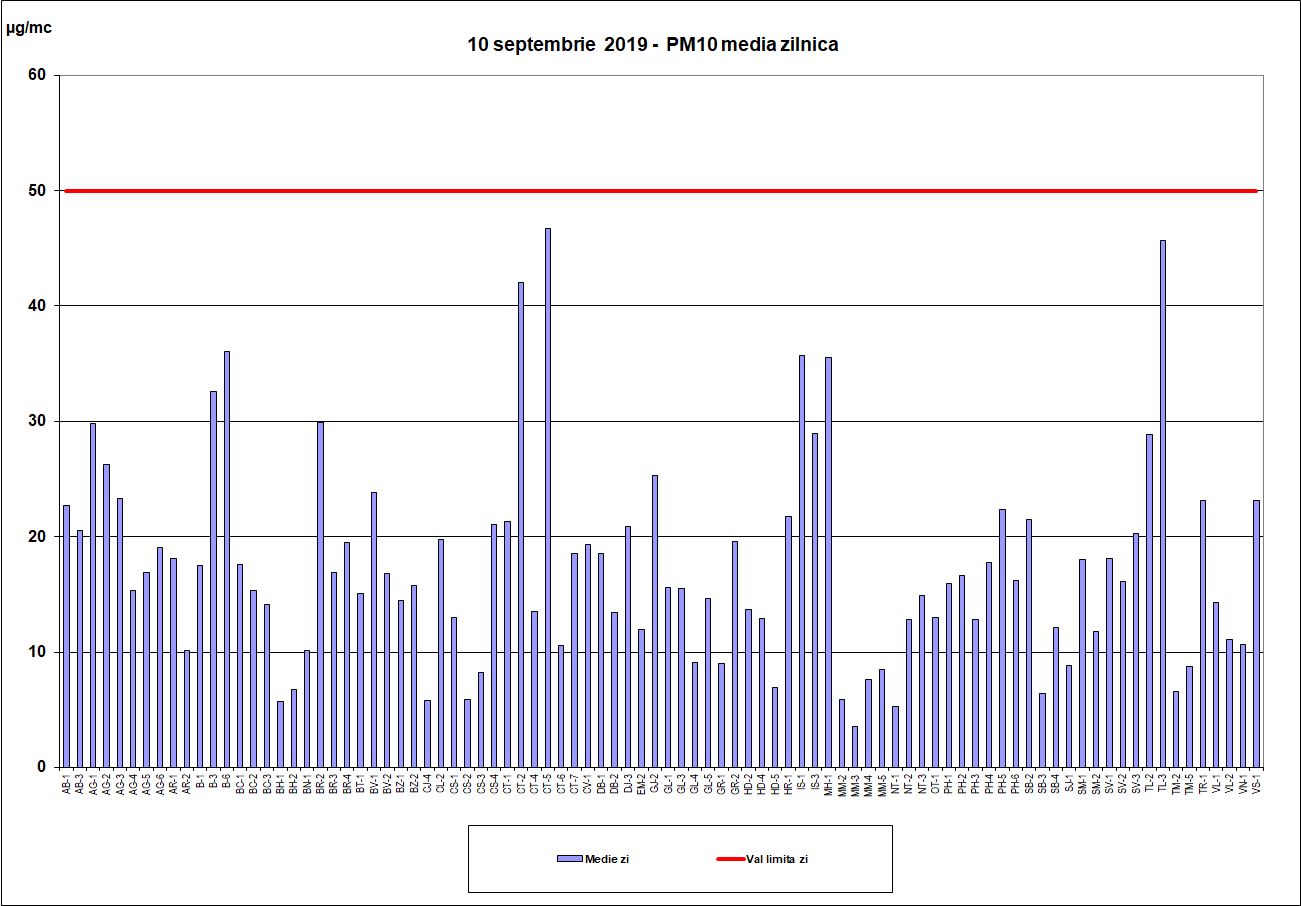 µg/mc
10 septembrie 2019 - PM10 media zilnica
60
50
40
30
20
10
0
AB-1 AB-3 AG-1 AG-2 AG-3 AG-4 AG-5 AG-6 AR-1 AR-2 B-1 B-3 B-6 BC-1 BC-2 BC-3 BH-1 BH-2 BN-1 BR-2 BR-3 BR-4 BT-1 BV-1 BV-2 BZ-1 BZ-2 CJ-4 CL-2 CS-1 CS-2 CS-3 CS-4 CT-1 CT-2 CT-4 CT-5 CT-6 CT-7 CV-1 DB-1 DB-2 DJ-3 EM-2 GJ-2 GL-1 GL-3 GL-4 GL-5 GR-1 GR-2 HD-2 HD-4 HD-5 HR-1 IS-1 IS-3 MH-1 MM-2 MM-3 MM-4 MM-5 NT-1 NT-2 NT-3 OT-1 PH-1 PH-2 PH-3 PH-4 PH-5 PH-6 SB-2 SB-3 SB-4 SJ-1 SM-1 SM-2 SV-1 SV-2 SV-3 TL-2 TL-3 TM-2 TM-5 TR-1 VL-1 VL-2 VN-1 VS-1
Medie zi Val limita zi